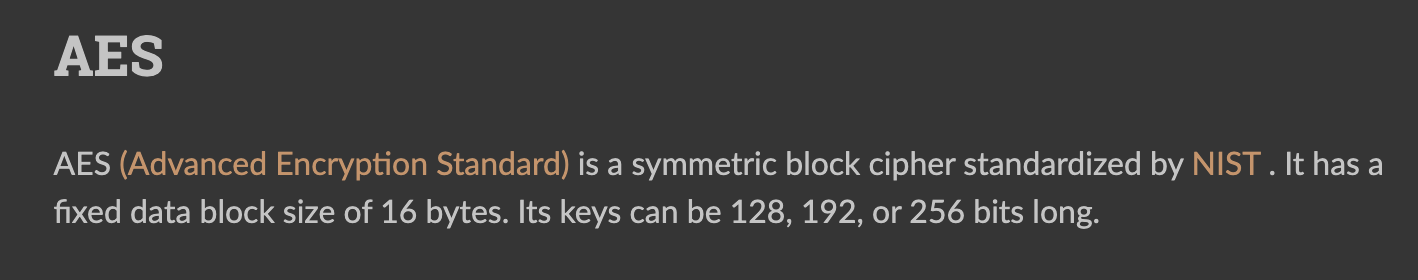 AES
AES (Advanced Encryption Standard) is a symmetric block cipher standardized by NIST . It has a
fixed data block size of 16 bytes. Its keys can be 128, 192, or 256 bits long.